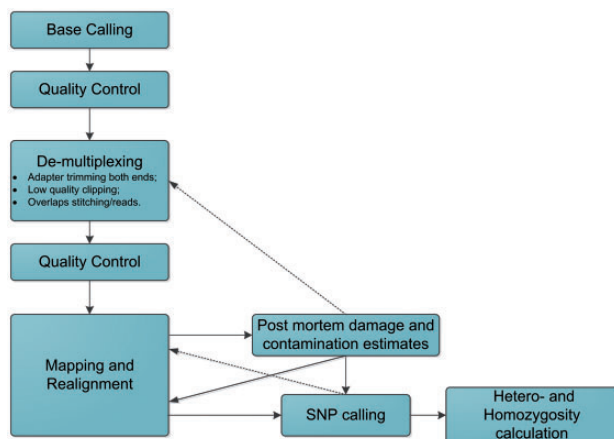 Base Calling
Quality Control
De-multiplexing
• Adapter trimming both ends;
• Low quality clipping;
• Overlaps stitching/reads.
Quality Control
Mapping and
Realignment
Post mortem damage and
contamination estimates
SNP calling
Hetero- and
Homozygosity
calculation